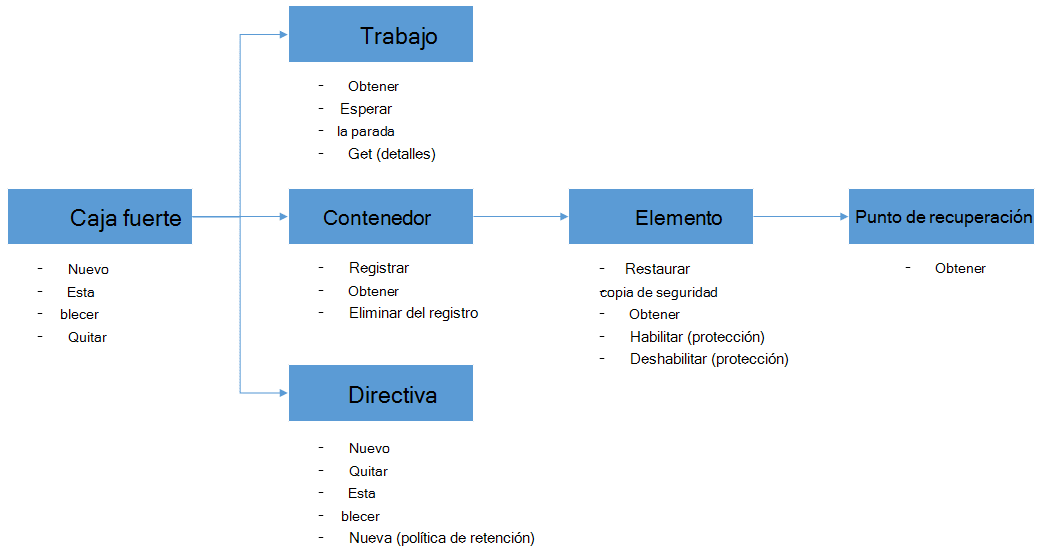 Trabajo
- Obtener
- Esperar
- la parada
- Get (detalles)
Caja fuerte
- Nuevo
- Esta
- blecer
- Quitar
Contenedor
- Registrar
- Obtener
- Eliminar del registro
Elemento
- Restaurar
- copia de seguridad
- Obtener
- Habilitar (protección)
- Deshabilitar (protección)
Punto de recuperación
- Obtener
Directiva
- Nuevo
- Quitar
- Esta
- blecer
- Nueva (política de retención)